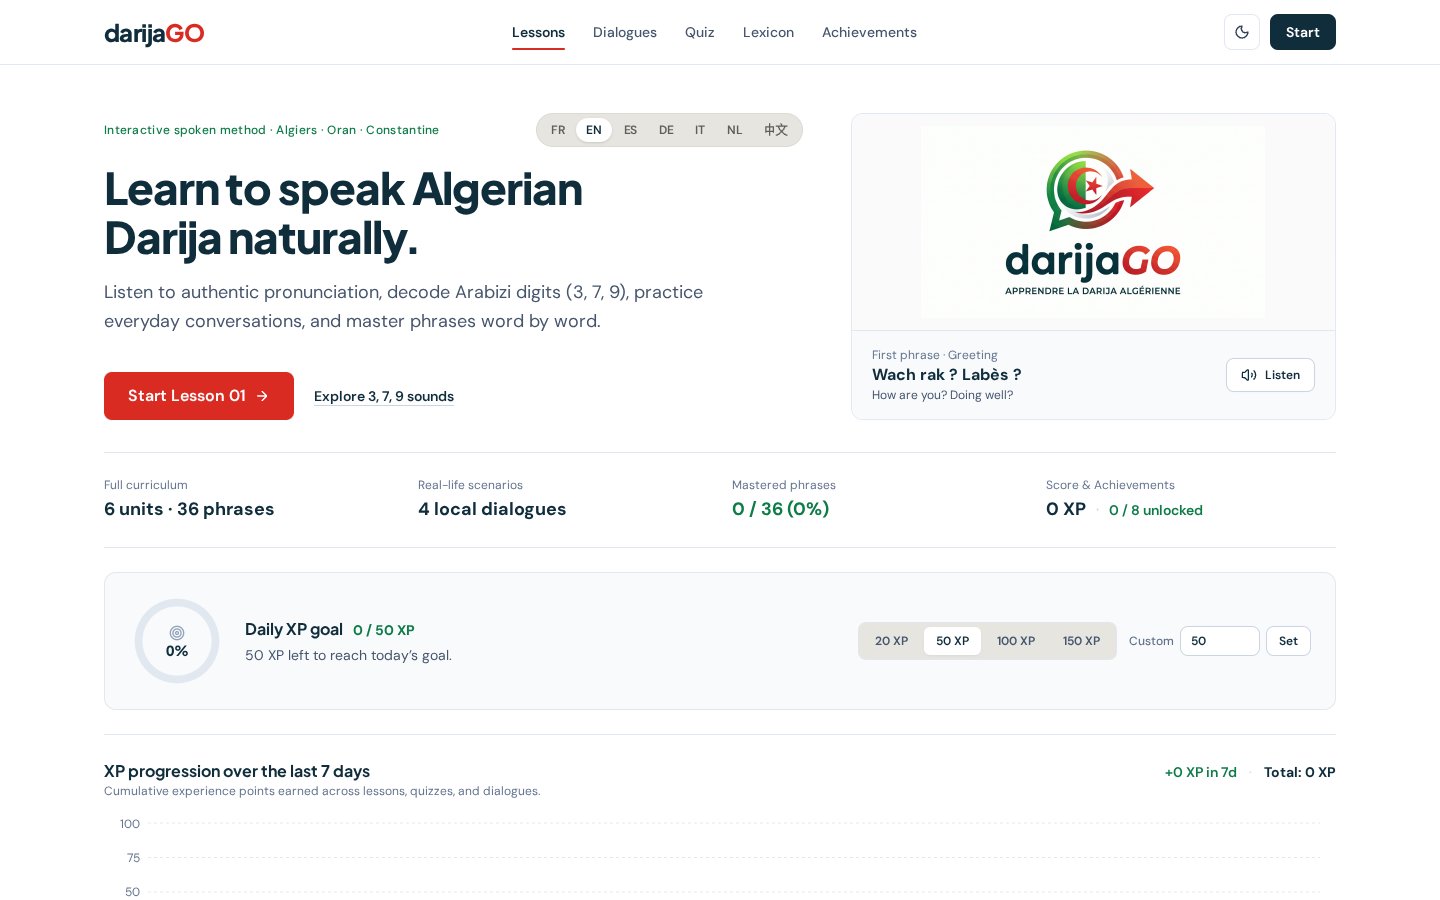 darijaGO
Lessons
Dialogues
Quiz
Lexicon
Achievements
Start
Interactive spoken method · Algiers · Oran · Constantine
FR
EN
ES
DE
IT
NL
中文
Learn to speak Algerian
Darija naturally.
Listen to authentic pronunciation, decode Arabizi digits (3, 7, 9), practice
everyday conversations, and master phrases word by word.
Start Lesson 01 →
Explore 3, 7, 9 sounds
darijaGO
APPRENDRE LA DARIJA ALGÉRIENNE
First phrase · Greeting
Wach rak ? Labès ?
How are you? Doing well?
Listen
Full curriculum
6 units · 36 phrases
Real-life scenarios
4 local dialogues
Mastered phrases
0 / 36 (0%)
Score & Achievements
0 XP · 0 / 8 unlocked
0%
Daily XP goal 0 / 50 XP
50 XP left to reach today’s goal.
20 XP
50 XP
100 XP
150 XP
Custom
50
Set
XP progression over the last 7 days
Cumulative experience points earned across lessons, quizzes, and dialogues.
+0 XP in 7d · Total: 0 XP
100
75
50